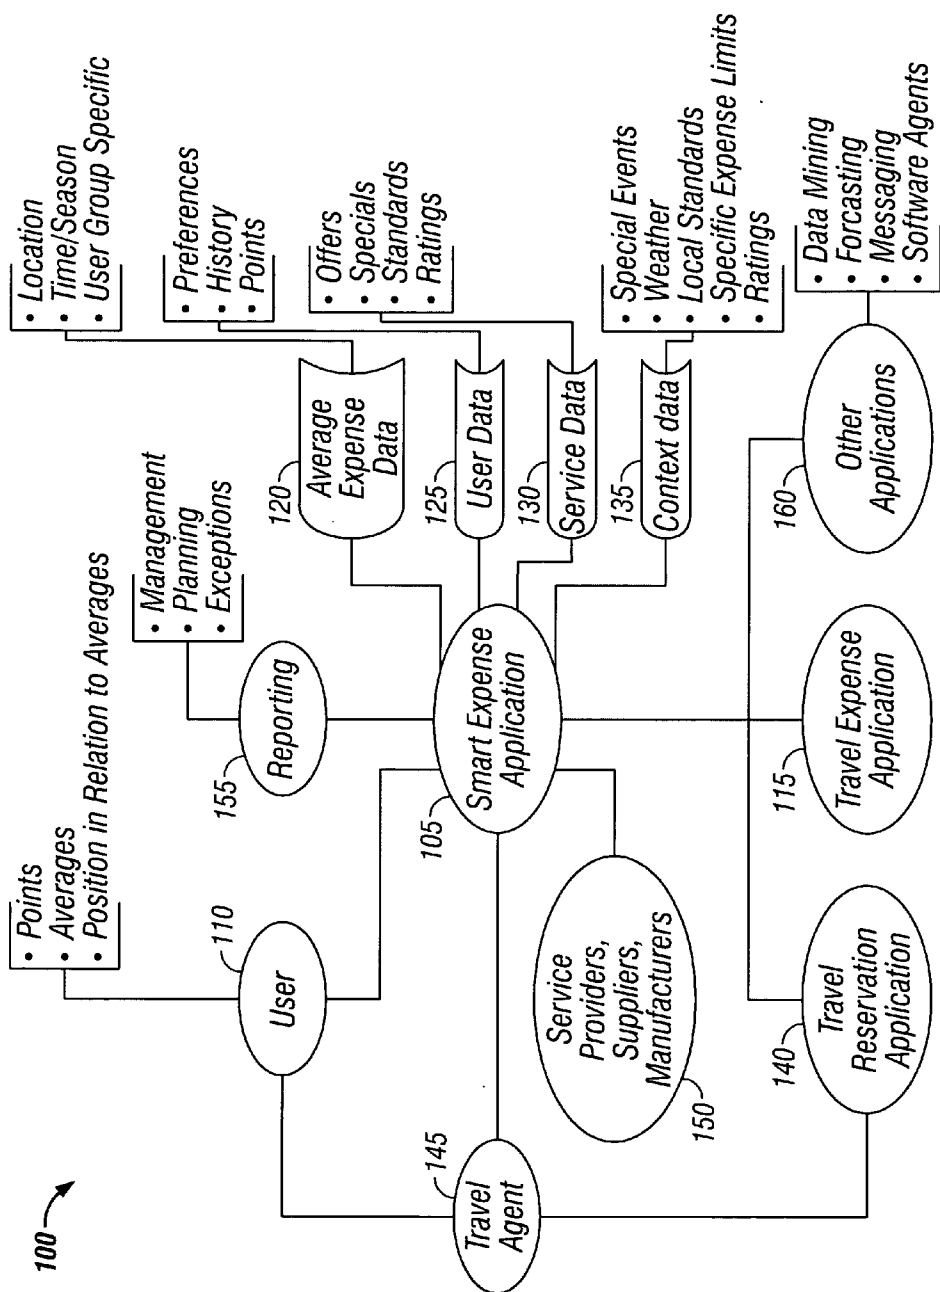 100
• Points
• Averages
• Position in Relation to Averages
110
User
• Management
• Planning
• Exceptions
155
Reporting
• Location
• Time/Season
• User Group Specific
120
Average
Expense
Data
• Preferences
• History
• Points
125
User Data
• Offers
• Specials
• Standards
• Ratings
130
Service Data
• Special Events
• Weather
• Local Standards
• Specific Expense Limits
• Ratings
135
Context data
105
Smart Expense
Application
145
Travel
Agent
Service
Providers,
Suppliers,
Manufacturers
150
140
Travel
Reservation
Application
115
Travel Expense
Application
160
Other
Applications
• Data Mining
• Forcasting
• Messaging
• Software Agents